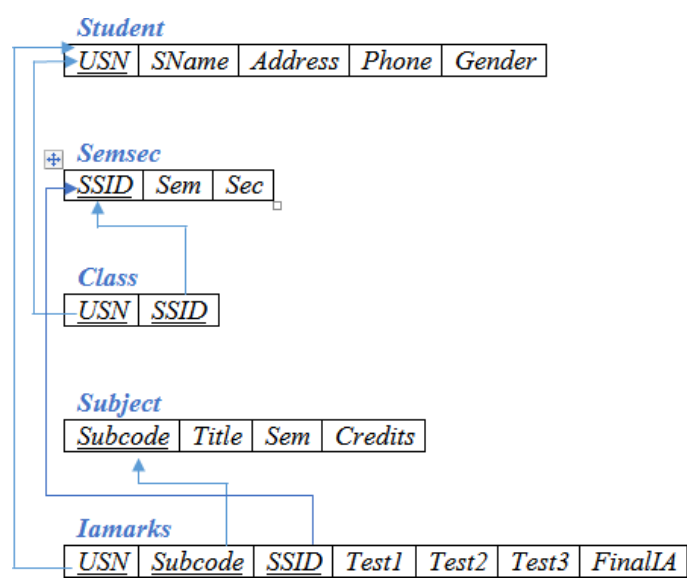 Student
USN SName Address Phone Gender
Semsec
SSID Sem Sec
Class
USN SSID
Subject
Subcode Title Sem Credits
Iamarks
USN Subcode SSID Test1 Test2 Test3 FinalIA